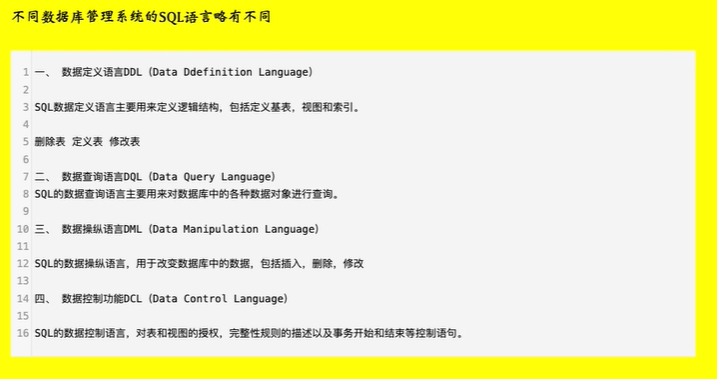 不同数据库管理系统的SQL语言略有不同
1 一、 数据定义语言DDL（Data Ddefinition Language）
2
3 SQL数据定义语言主要用来定义逻辑结构，包括定义基表，视图和索引。
4
5 删除表 定义表 修改表
6
7 二、 数据查询语言DQL（Data Query Language）
8 SQL的数据查询语言主要用来对数据库中的各种数据对象进行查询。
9
10 三、 数据操纵语言DML（Data Manipulation Language）
11
12 SQL的数据操纵语言，用于改变数据库中的数据，包括插入，删除，修改
13
14 四、 数据控制功能DCL（Data Control Language）
15
16 SQL的数据控制语言，对表和视图的授权，完整性规则的描述以及事务开始和结束等控制语句。